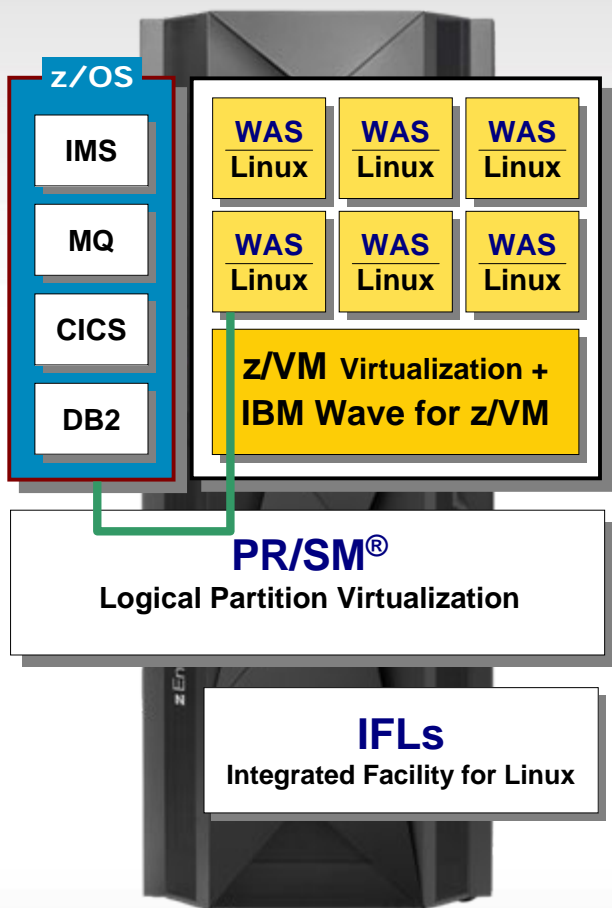 z/OS
IMS
MQ
CICS
DB2
WAS
Linux
WAS
Linux
WAS
Linux
WAS
Linux
WAS
Linux
WAS
Linux
z/VM Virtualization +
IBM Wave for z/VM
PR/SM®
Logical Partition Virtualization
zEn
IFLs
Integrated Facility for Linux